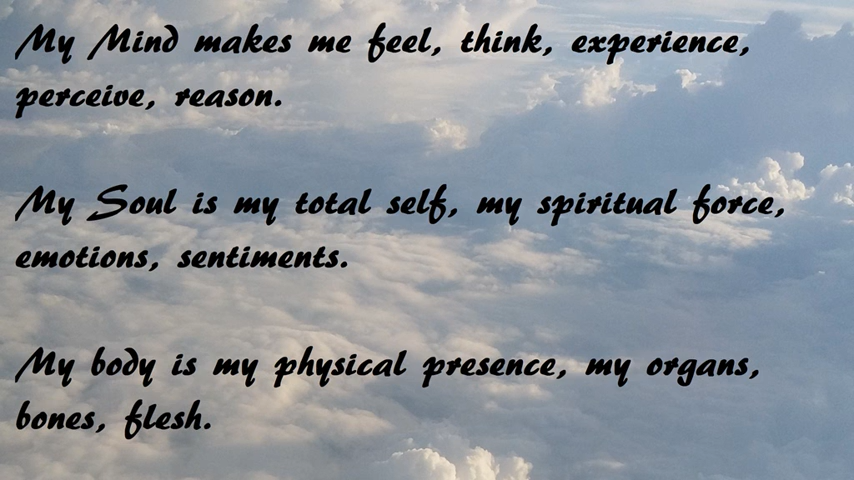 My Mind makes me feel, think, experience,
perceive, reason.
My Soul is my total self, my spiritual force,
emotions, sentiments.
My body is my physical presence, my organs,
bones, flesh.